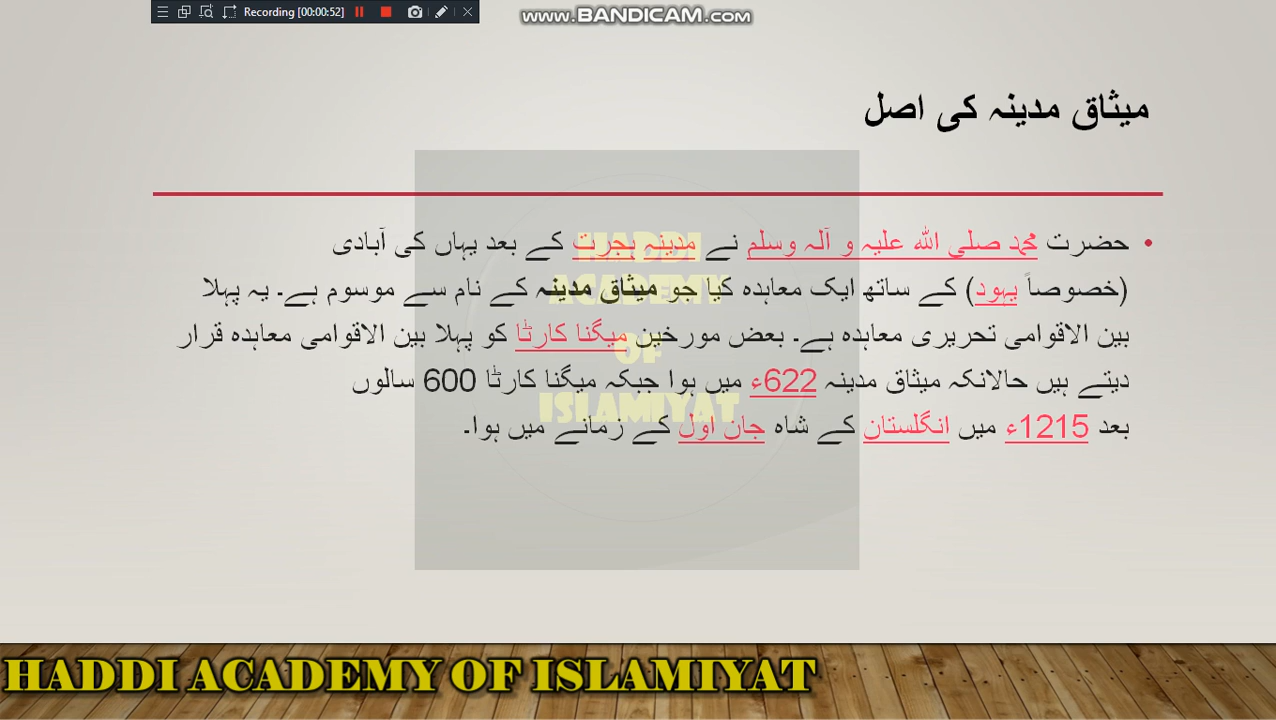 Recording [00:00:52]
www.BANDICAM.com
میثاق مدینہ کی اصل
• حضرت محمد صلی اللہ علیہ و آلہ وسلم نے مدینہ ہجرت کے بعد یہاں کی آبادی
(خصوصاً یہود) کے ساتھ ایک معاہدہ کیا جو میثاق مدینہ کے نام سے موسوم ہے۔ یہ پہلا
بین الاقوامی تحریری معاہدہ ہے۔ بعض مورخین میگنا کارٹا کو پہلا بین الاقوامی معاہدہ قرار
دیتے ہیں حالانکہ میثاق مدینہ 622ء میں ہوا جبکہ میگنا کارٹا 600 سالوں
بعد 1215ء میں انگلستان کے شاہ جان اول کے زمانے میں ہوا۔
HADDI
ACADEMY
OF
ISLAMIYAT
HADDI ACADEMY OF ISLAMIYAT